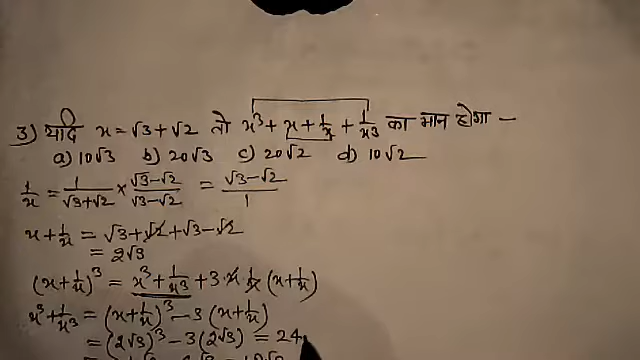 3) यदि x = √3 + √2 तो x³ + x + 1/x + 1/x³ का मान होगा —
a) 10√3 b) 20√3 c) 20√2 d) 10√2
1/x = 1/(√3+√2) × (√3-√2)/(√3-√2) = (√3-√2)/1
x + 1/x = √3 + √2 + √3 - √2
= 2√3
(x + 1/x)³ = x³ + 1/x³ + 3·x·1/x (x + 1/x)
x³ + 1/x³ = (x + 1/x)³ - 3 (x + 1/x)
= (2√3)³ - 3(2√3) = 24